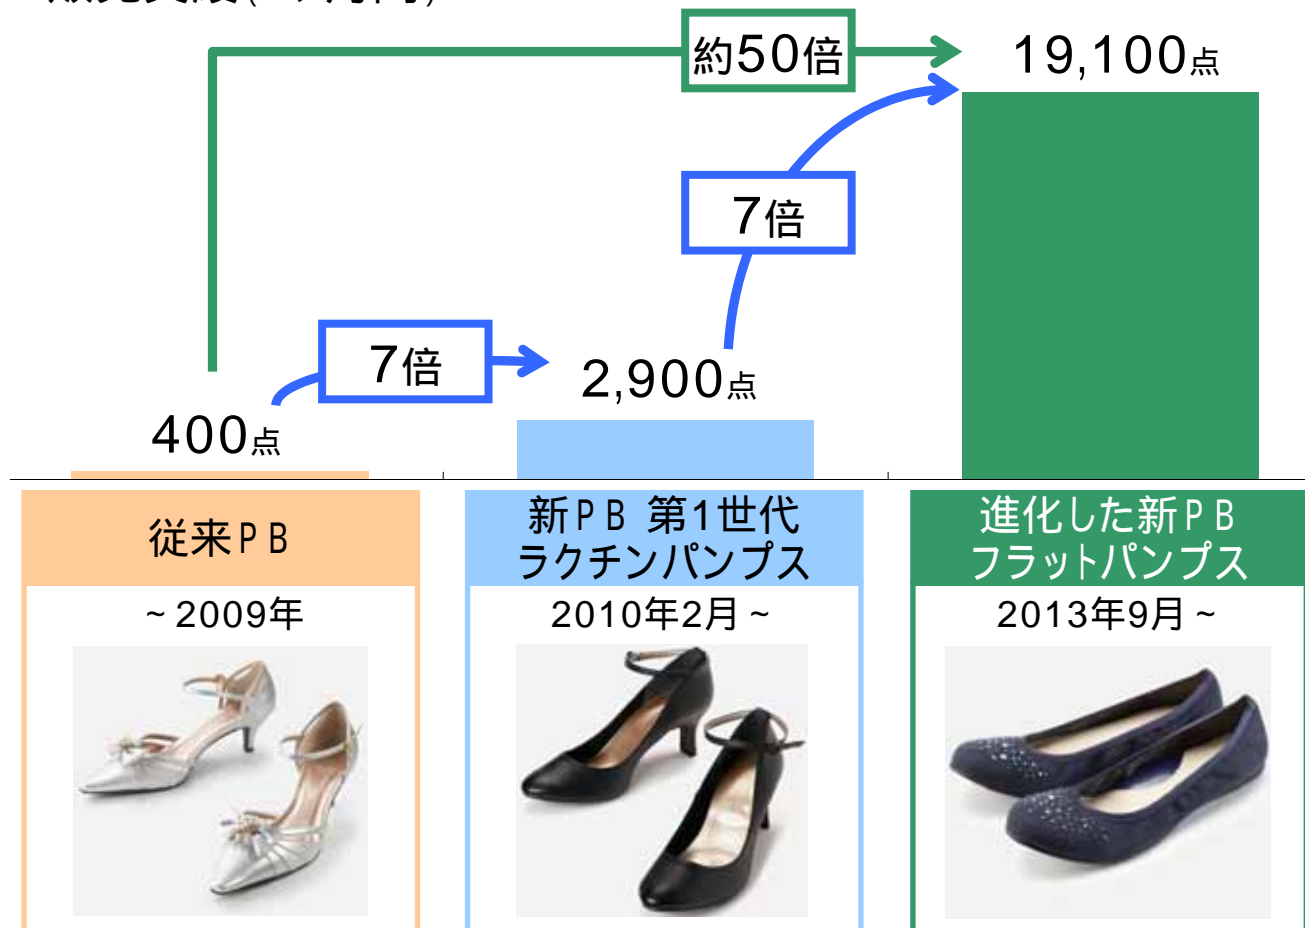 約50倍
19,100点
7倍
7倍
2,900点
400点
従来PB
新PB 第1世代
ラクチンパンプス
進化した新PB
フラットパンプス
~2009年
2010年2月~
2013年9月~